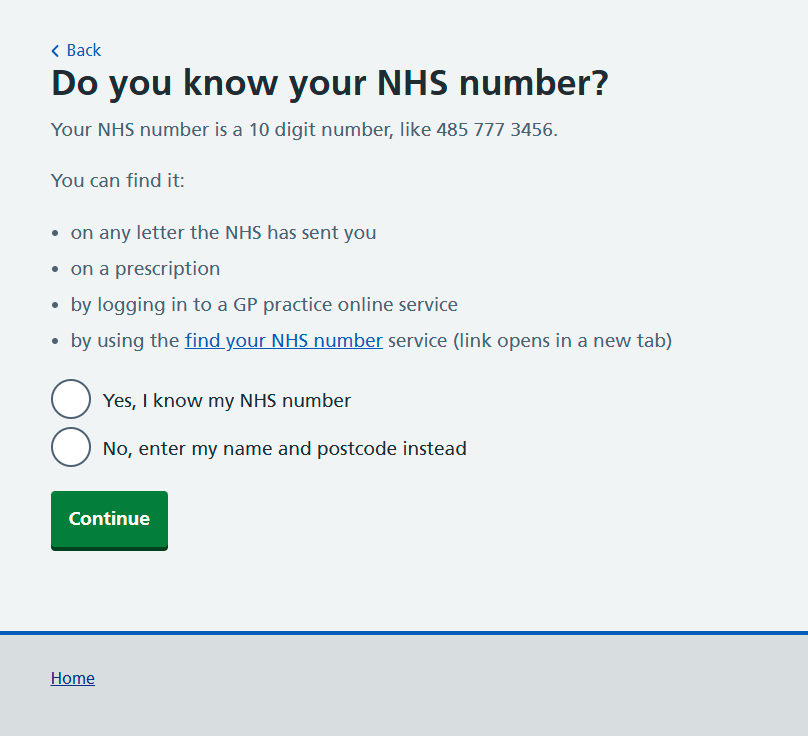 Back
Do you know your NHS number?
Your NHS number is a 10 digit number, like 485 777 3456.
You can find it:
• on any letter the NHS has sent you
• on a prescription
• by logging in to a GP practice online service
• by using the find your NHS number service (link opens in a new tab)
Yes, I know my NHS number
No, enter my name and postcode instead
Continue
Home